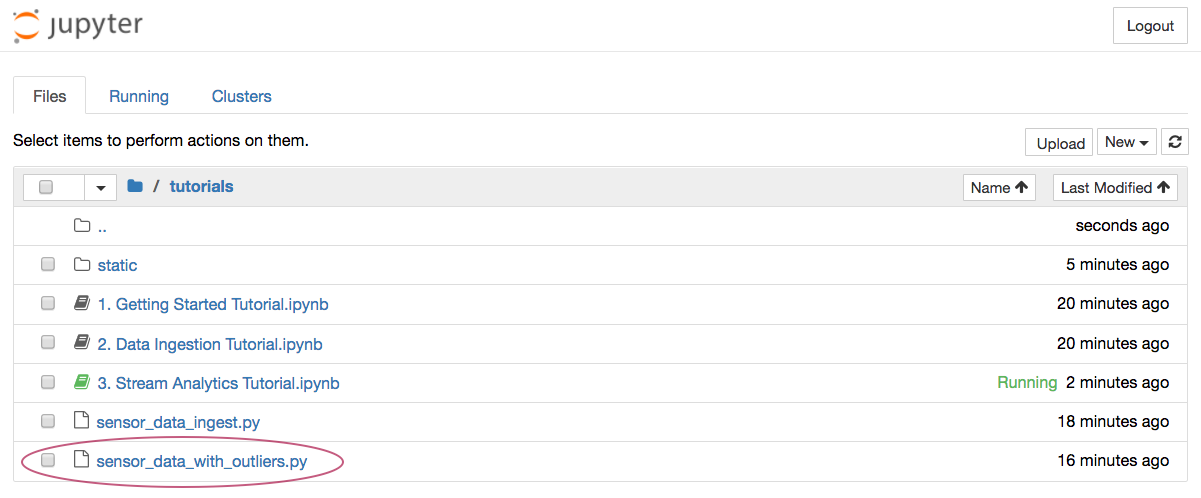 jupyter
Logout
Files Running Clusters
Select items to perform actions on them.
Upload New
/ tutorials Name Last Modified
.. seconds ago
static 5 minutes ago
1. Getting Started Tutorial.ipynb 20 minutes ago
2. Data Ingestion Tutorial.ipynb 20 minutes ago
3. Stream Analytics Tutorial.ipynb Running 2 minutes ago
sensor_data_ingest.py 18 minutes ago
sensor_data_with_outliers.py 16 minutes ago